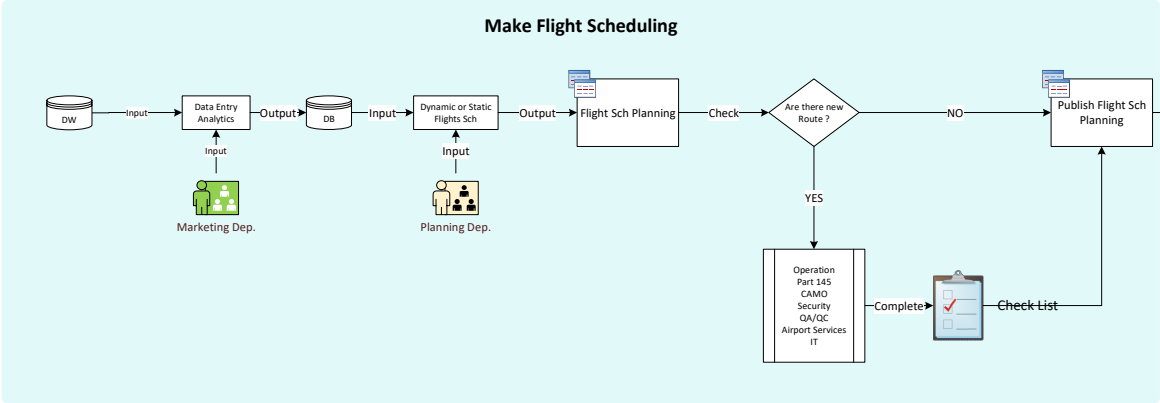 Make Flight Scheduling
DW
Input
Data Entry
Analytics
Output
DB
Input
Dynamic or Static
Flights Sch
Output
Flight Sch Planning
Check
Are there new
Route ?
NO
Publish Flight Sch
Planning
Input
Marketing Dep.
Input
Planning Dep.
YES
Operation
Part 145
CAMO
Security
QA/QC
Airport Services
IT
Complete
Check List